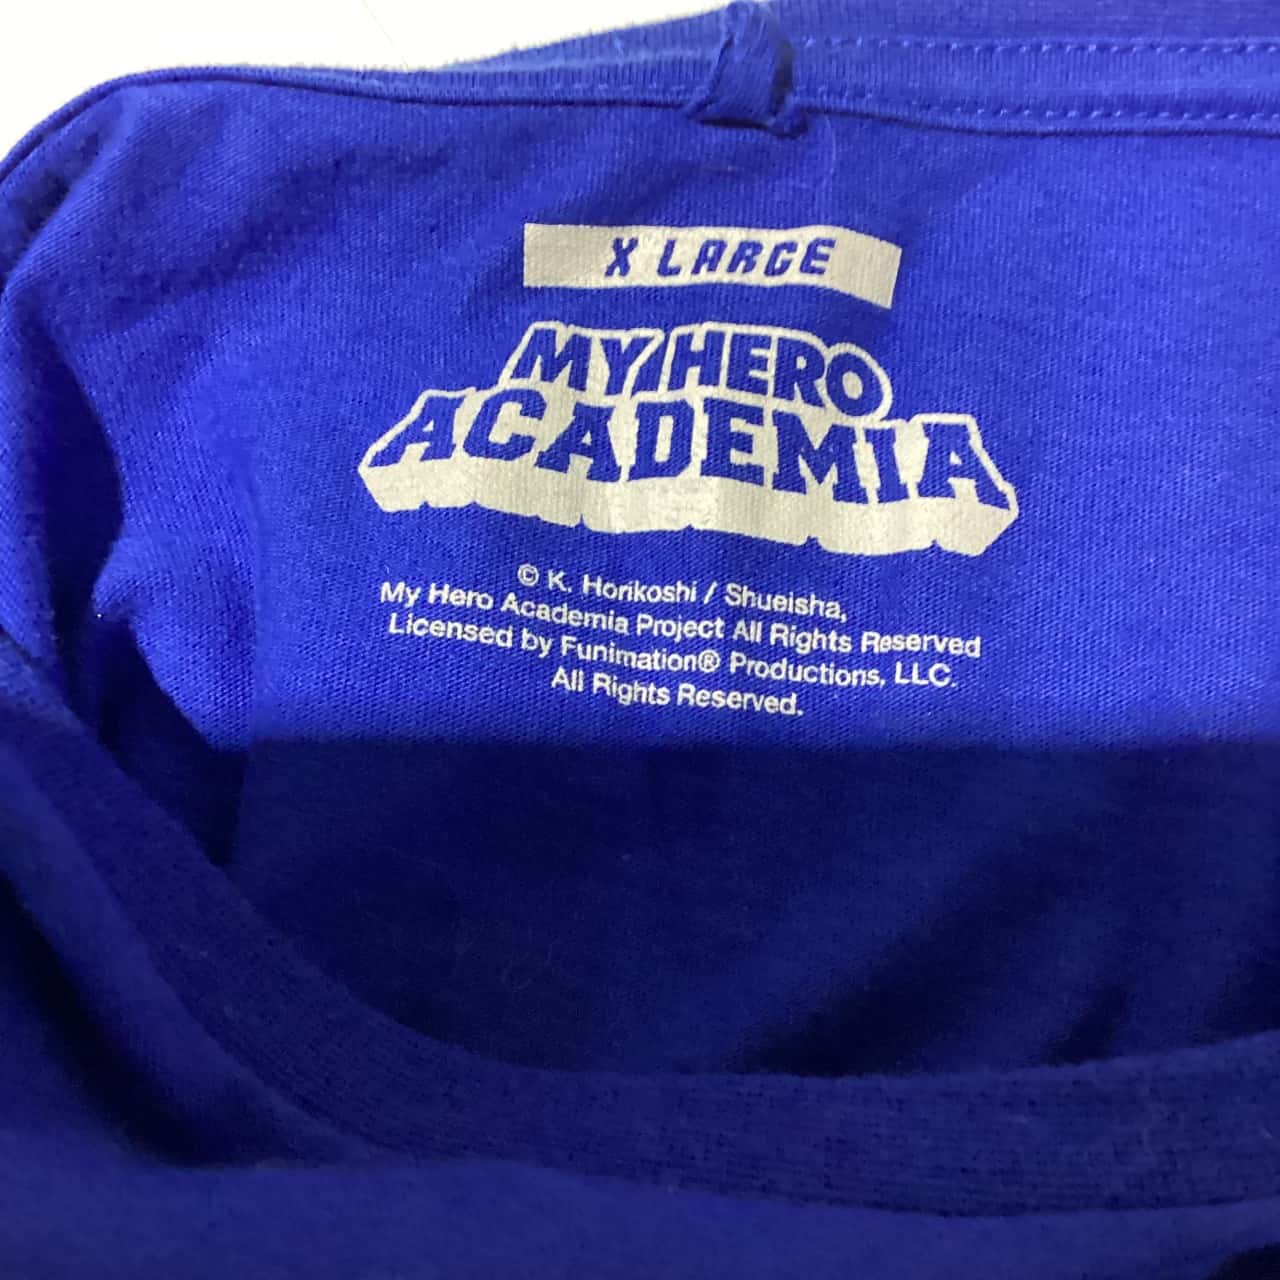 X LARGE
MY HERO
ACADEMIA
© K. Horikoshi / Shueisha,
My Hero Academia Project All Rights Reserved
Licensed by Funimation® Productions, LLC.
All Rights Reserved.